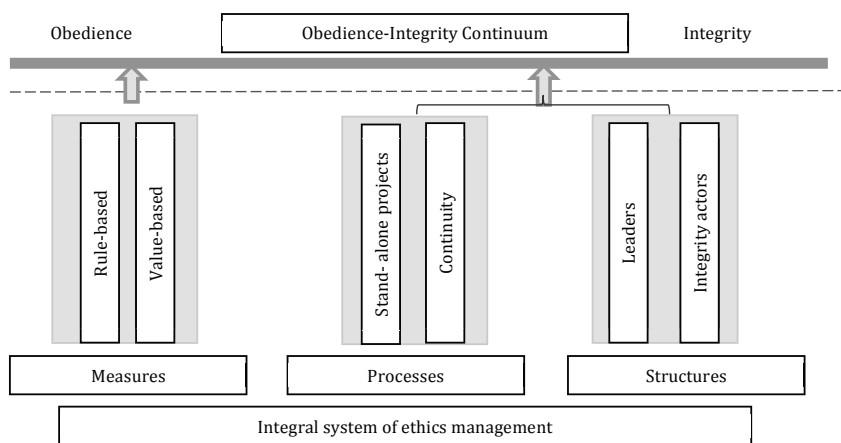 Obedience
Obedience-Integrity Continuum
Integrity
Rule-based
Value-based
Stand- alone projects
Continuity
Leaders
Integrity actors
Measures
Processes
Structures
Integral system of ethics management